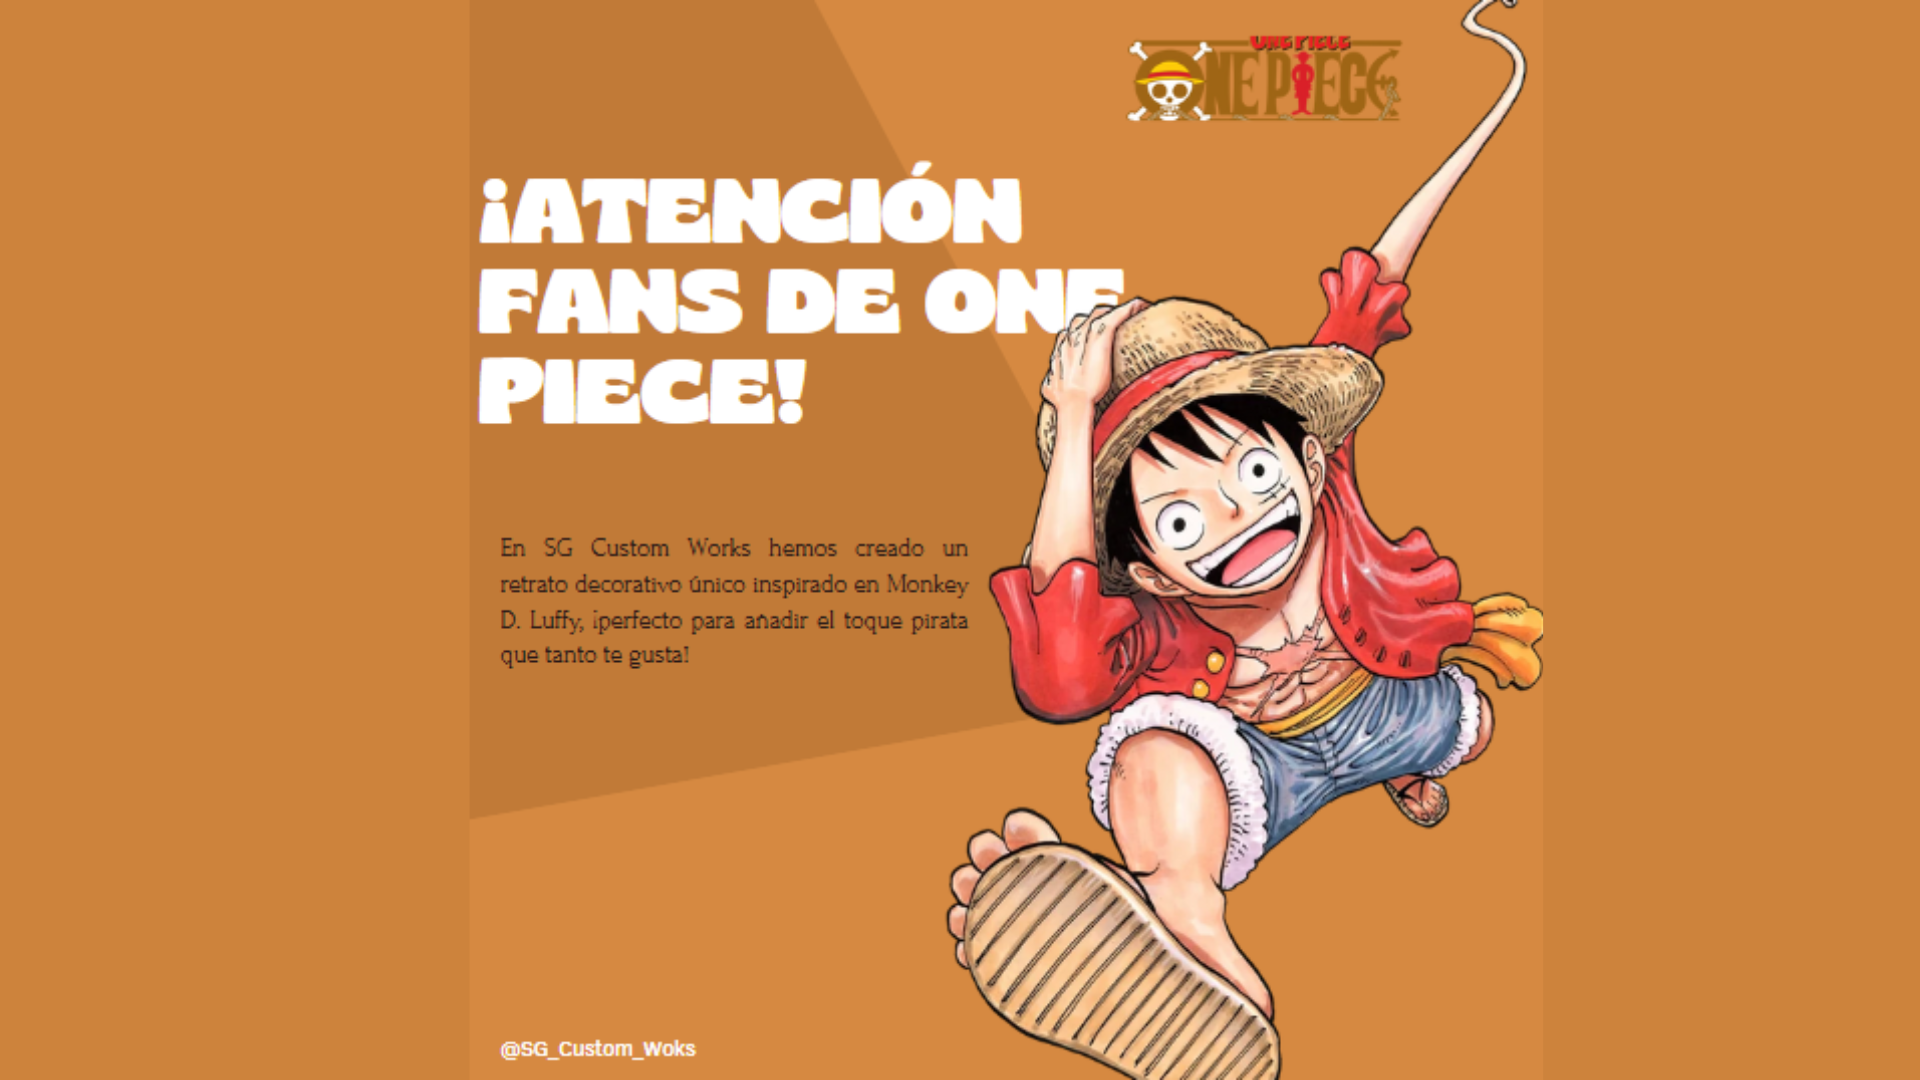 ONE PIECE
ONE PIECE
¡ATENCIÓN
FANS DE ONE
PIECE!
En SG Custom Works hemos creado un
retrato decorativo único inspirado en Monkey
D. Luffy, ¡perfecto para añadir el toque pirata
que tanto te gusta!
@SG_Custom_Woks